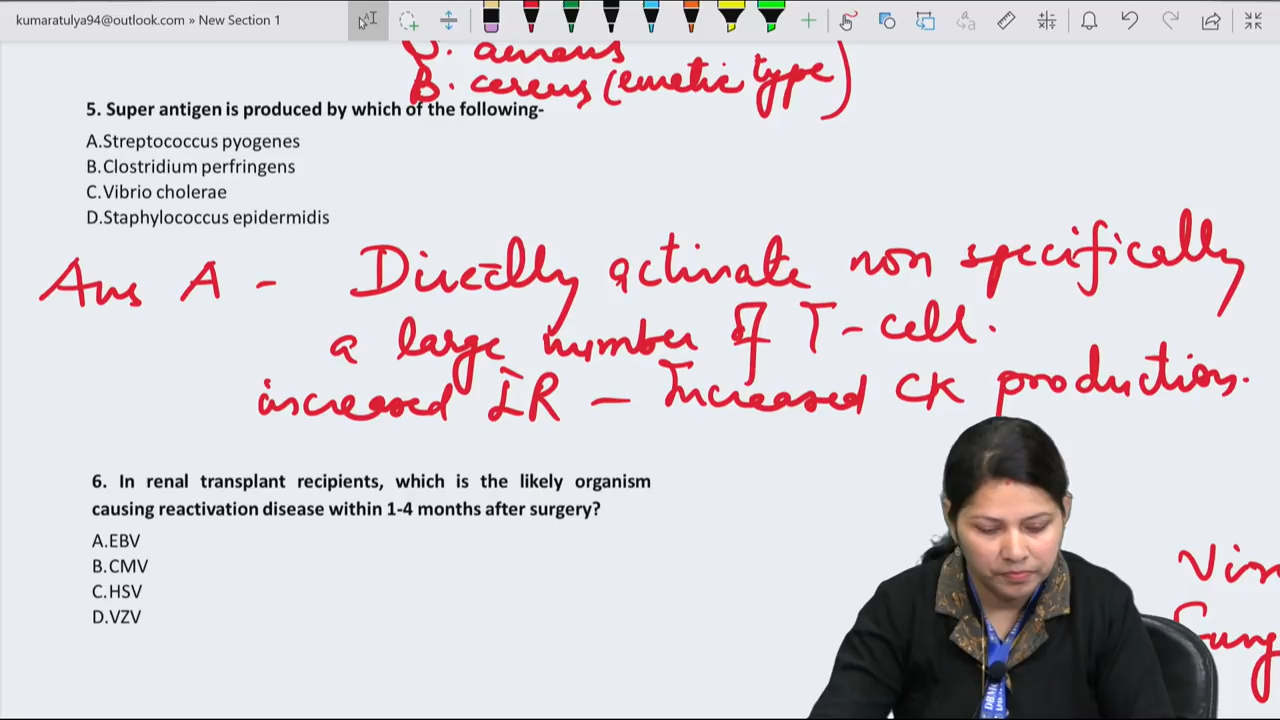 kumaratulya94@outlook.com » New Section 1
S. aureus
B. cereus (emetic type)
5. Super antigen is produced by which of the following-
A.Streptococcus pyogenes
B.Clostridium perfringens
C.Vibrio cholerae
D.Staphylococcus epidermidis
Ans A - Directly activate non specifically
a large number of T-cell.
increased IR - Increased CK production.
6. In renal transplant recipients, which is the likely organism
causing reactivation disease within 1-4 months after surgery?
A.EBV
B.CMV
C.HSV
D.VZV